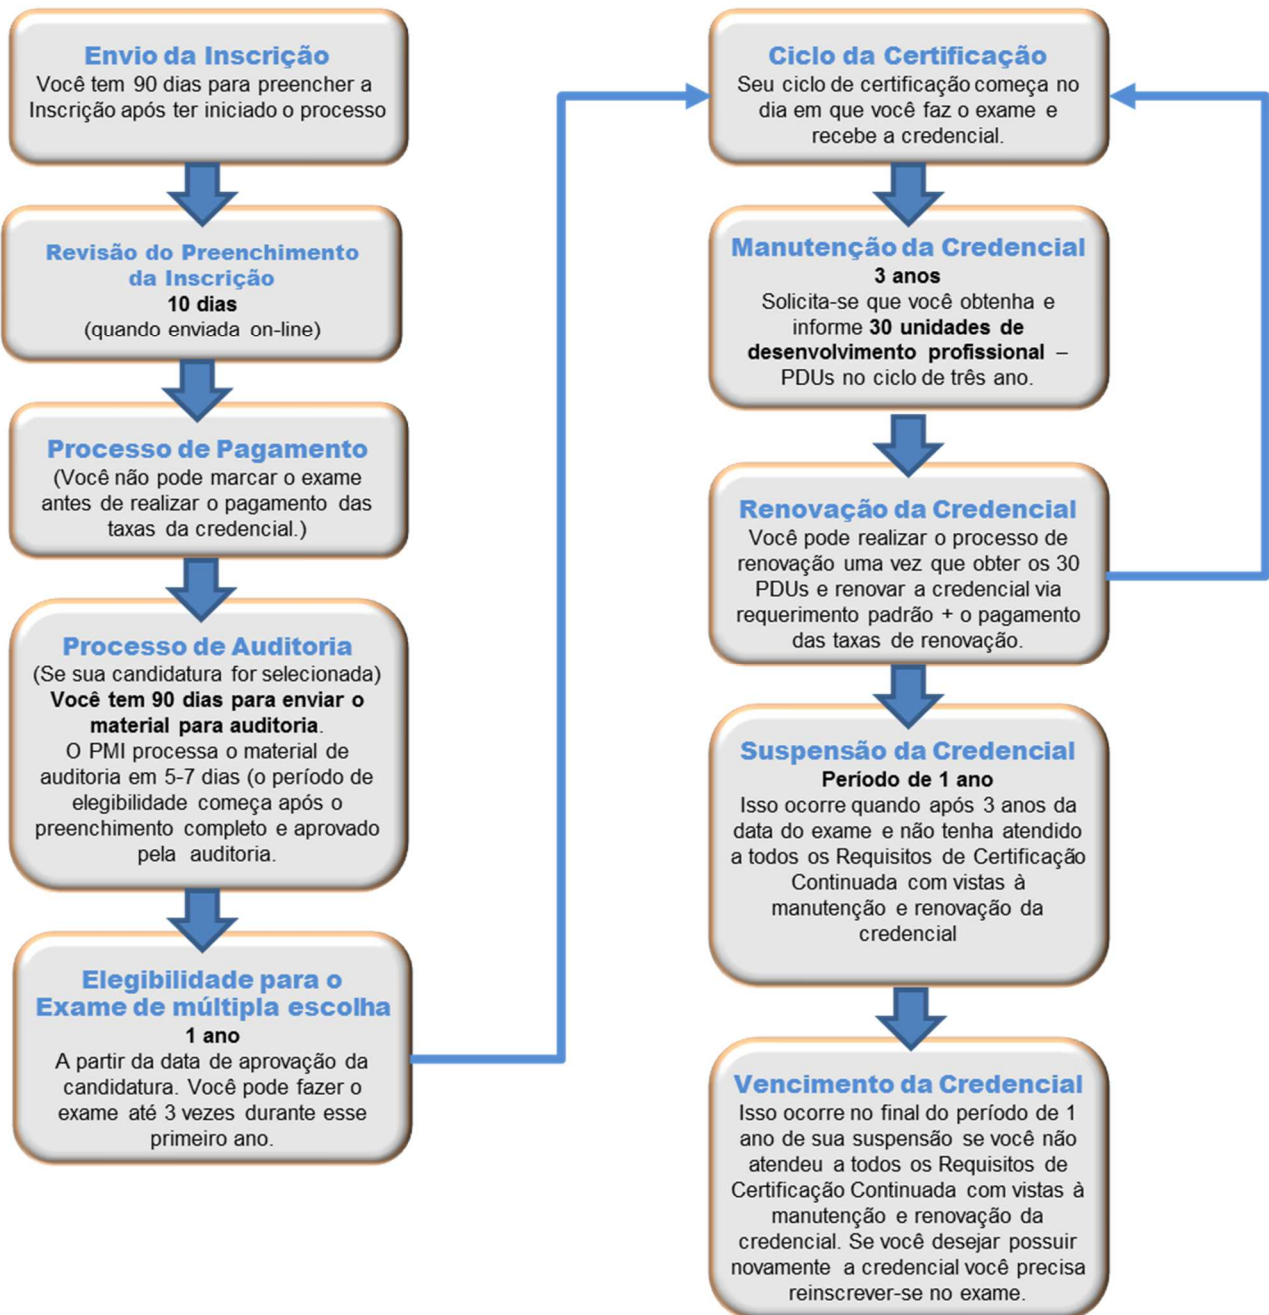 Envio da Inscrição
Você tem 90 dias para preencher a
Inscrição após ter iniciado o processo
Revisão do Preenchimento
da Inscrição
10 dias
(quando enviada on-line)
Processo de Pagamento
(Você não pode marcar o exame
antes de realizar o pagamento das
taxas da credencial.)
Processo de Auditoria
(Se sua candidatura for selecionada)
Você tem 90 dias para enviar o
material para auditoria.
O PMI processa o material de
auditoria em 5-7 dias (o período de
elegibilidade começa após o
preenchimento completo e aprovado
pela auditoria.
Elegibilidade para o
Exame de múltipla escolha
1 ano
A partir da data de aprovação da
candidatura. Você pode fazer o
exame até 3 vezes durante esse
primeiro ano.
Ciclo da Certificação
Seu ciclo de certificação começa no
dia em que você faz o exame e
recebe a credencial.
Manutenção da Credencial
3 anos
Solicita-se que você obtenha e
informe 30 unidades de
desenvolvimento profissional –
PDUs no ciclo de três ano.
Renovação da Credencial
Você pode realizar o processo de
renovação uma vez que obter os 30
PDUs e renovar a credencial via
requerimento padrão + o pagamento
das taxas de renovação.
Suspensão da Credencial
Período de 1 ano
Isso ocorre quando após 3 anos da
data do exame e não tenha atendido
a todos os Requisitos de Certificação
Continuada com vistas à
manutenção e renovação da
credencial
Vencimento da Credencial
Isso ocorre no final do período de 1
ano de sua suspensão se você não
atendeu a todos os Requisitos de
Certificação Continuada com vistas à
manutenção e renovação da
credencial. Se você desejar possuir
novamente a credencial você precisa
reinscrever-se no exame.